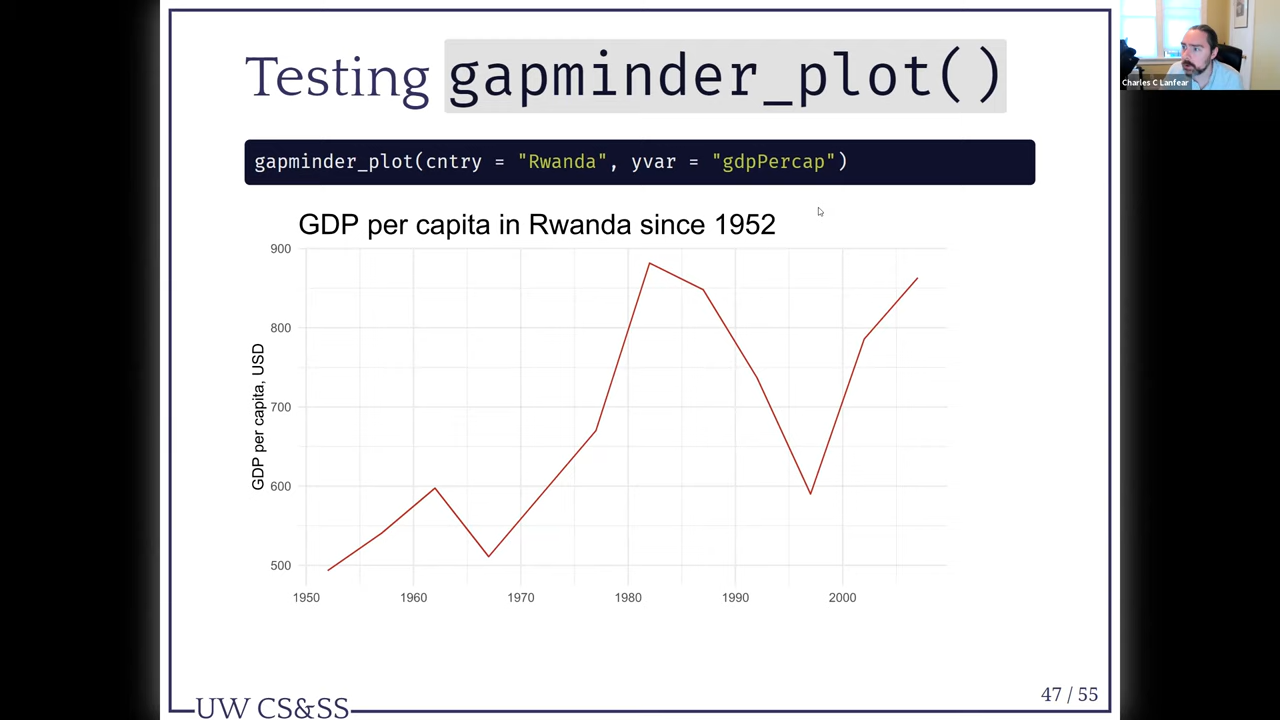 Testing gapminder_plot()
Charles C Lanfear
gapminder_plot(cntry = "Rwanda", yvar = "gdpPercap")
GDP per capita in Rwanda since 1952
900
800
700
600
500
GDP per capita, USD
1950 1960 1970 1980 1990 2000
UW CS&SS
47 / 55